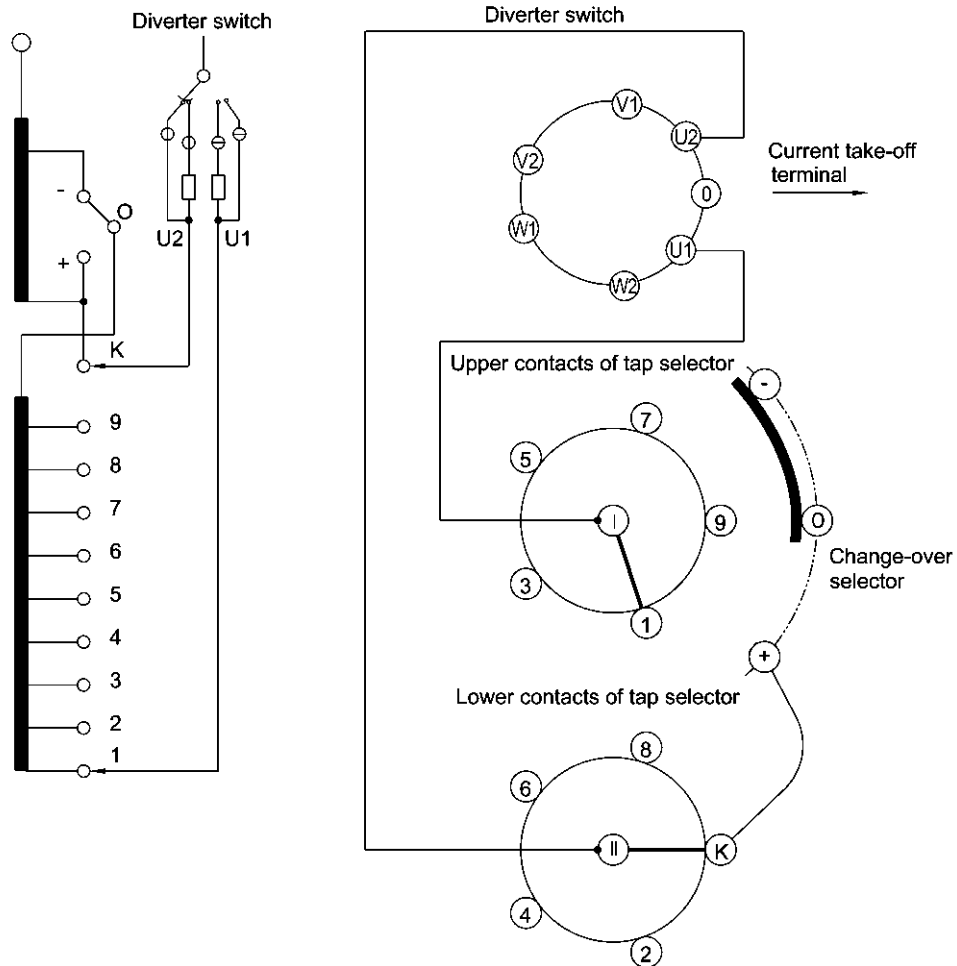 Diverter switch
-
O
+
U2 U1
K
9
8
7
6
5
4
3
2
1
Diverter switch
V1
U2
V2
0
W1
U1
W2
Current take-off
terminal
Upper contacts of tap selector
-
7
5
I
9
O
3
1
Change-over
selector
+
Lower contacts of tap selector
8
6
II
K
4
2